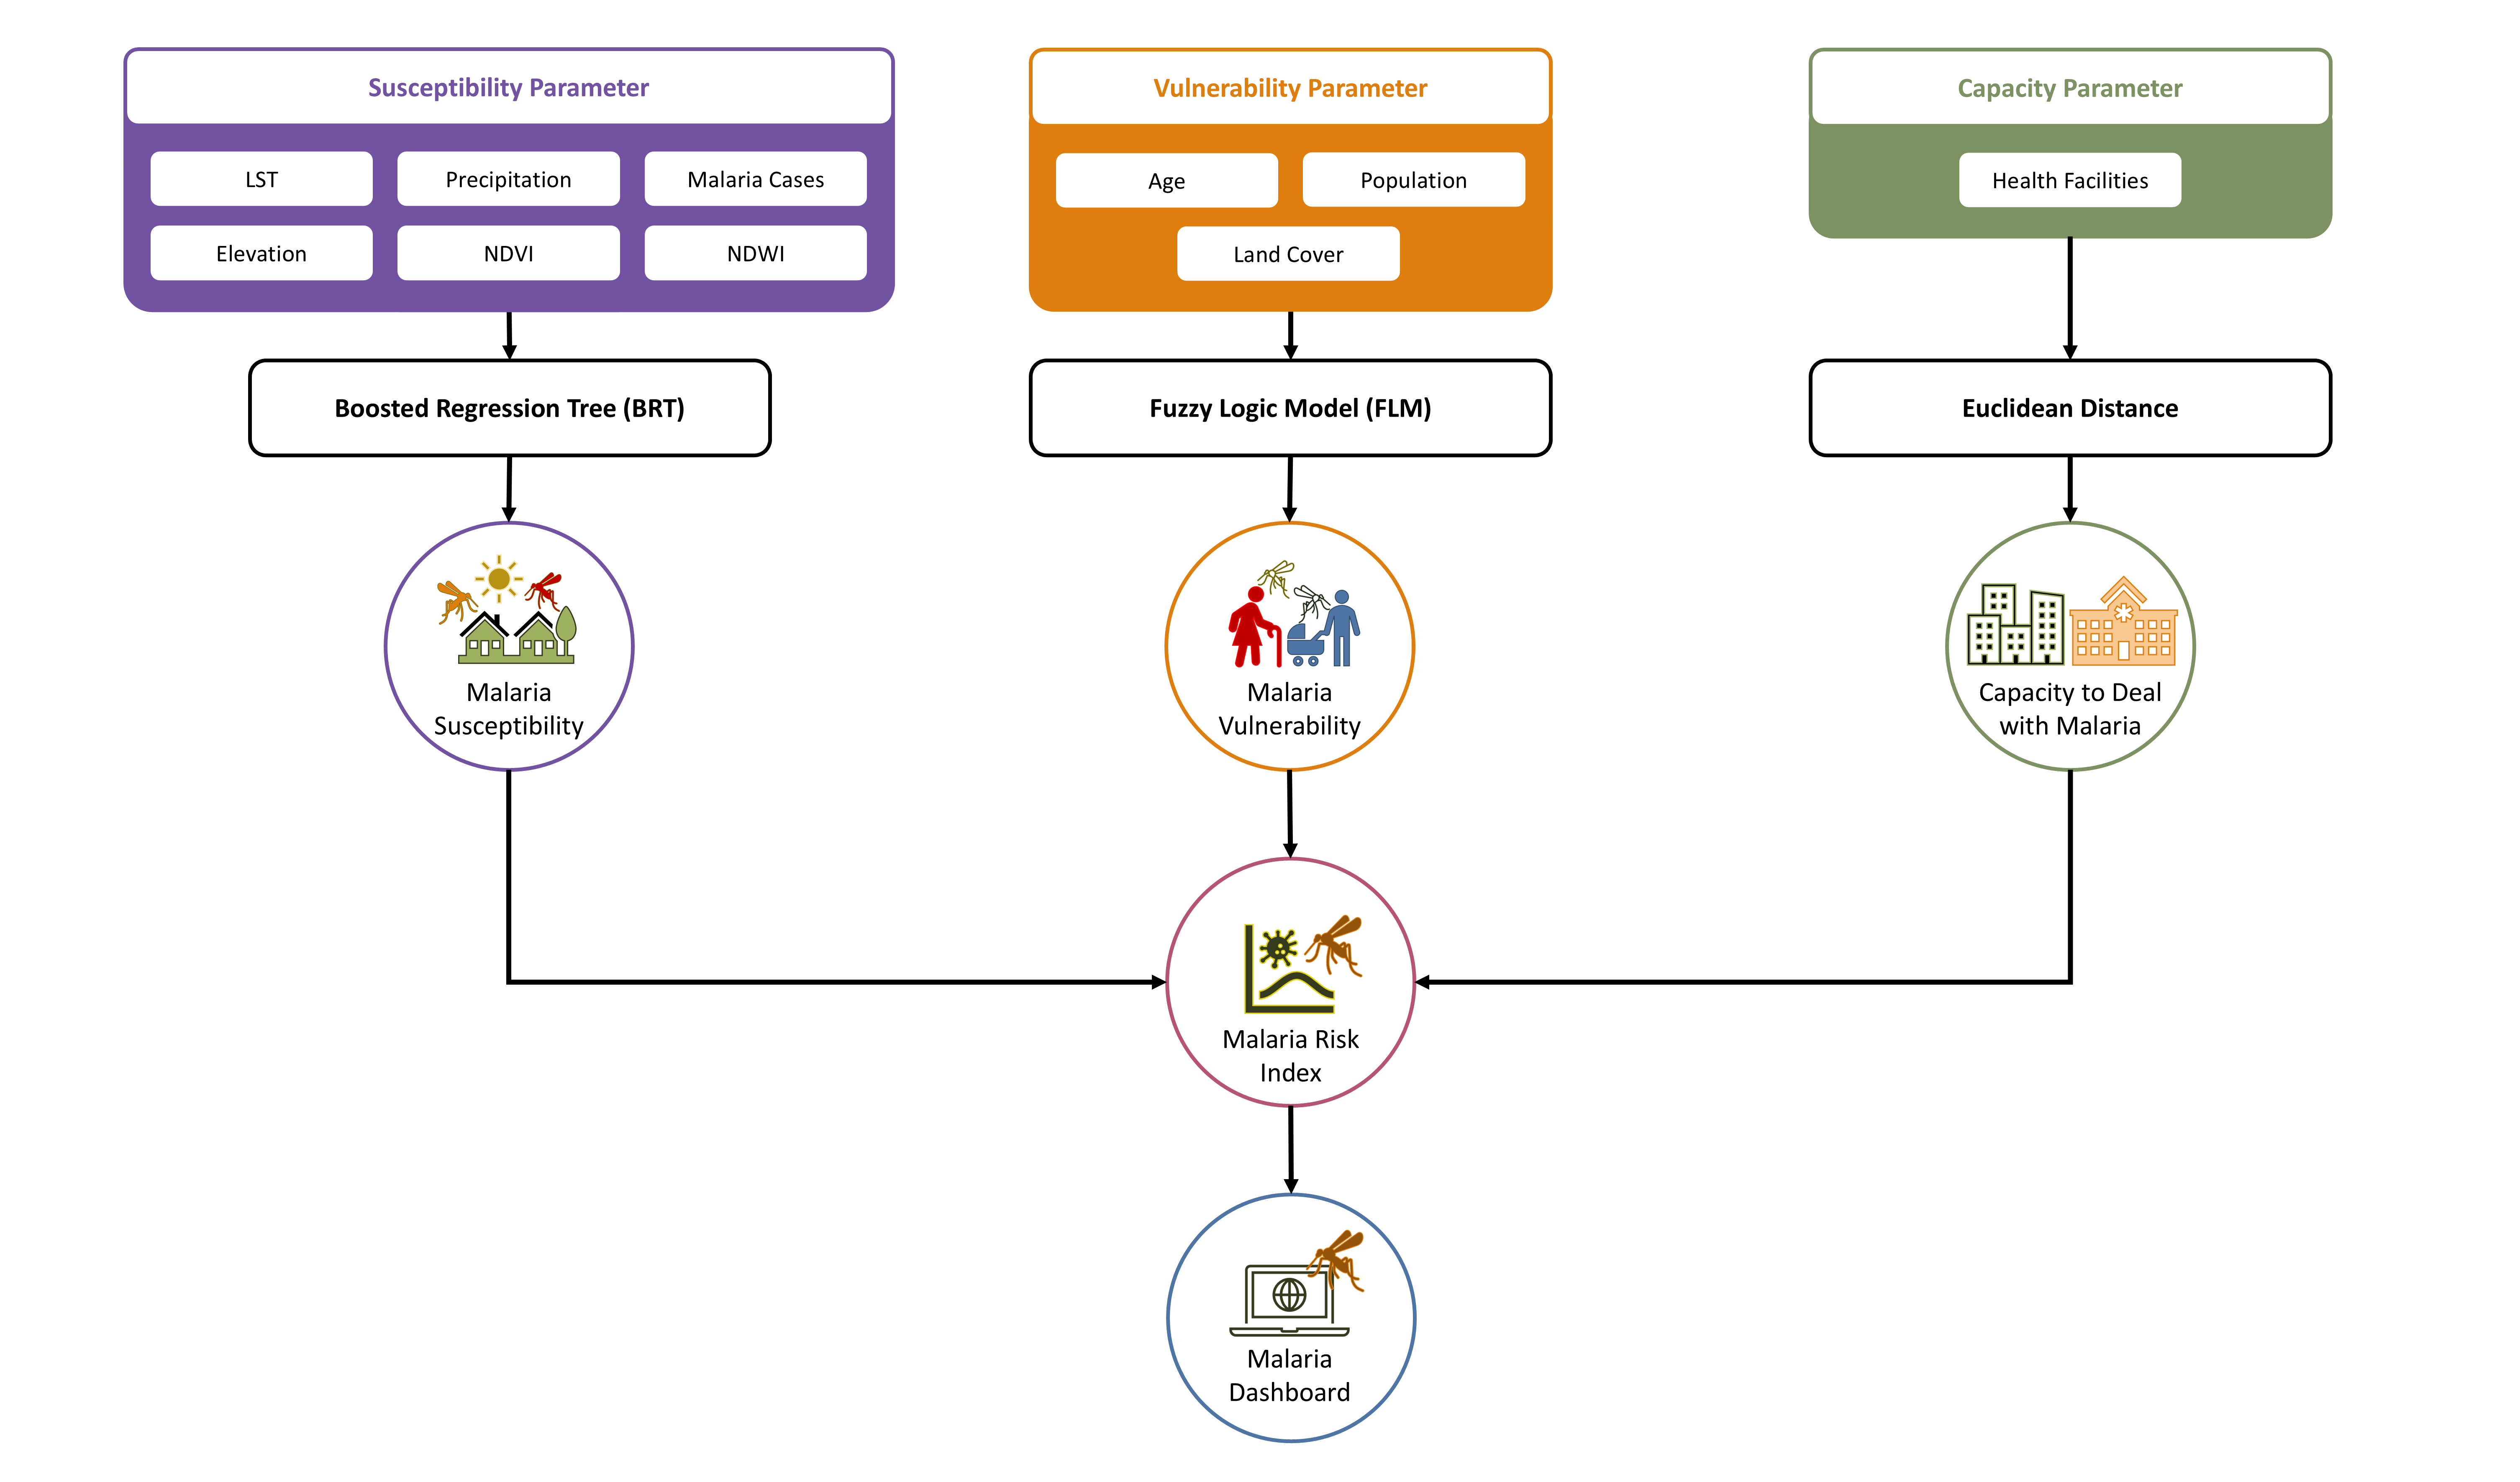 Susceptibility Parameter
LST
Precipitation
Malaria Cases
Elevation
NDVI
NDWI
Vulnerability Parameter
Age
Population
Land Cover
Capacity Parameter
Health Facilities
Boosted Regression Tree (BRT)
Fuzzy Logic Model (FLM)
Euclidean Distance
Malaria
Susceptibility
Malaria
Vulnerability
Capacity to Deal
with Malaria
Malaria Risk
Index
Malaria
Dashboard